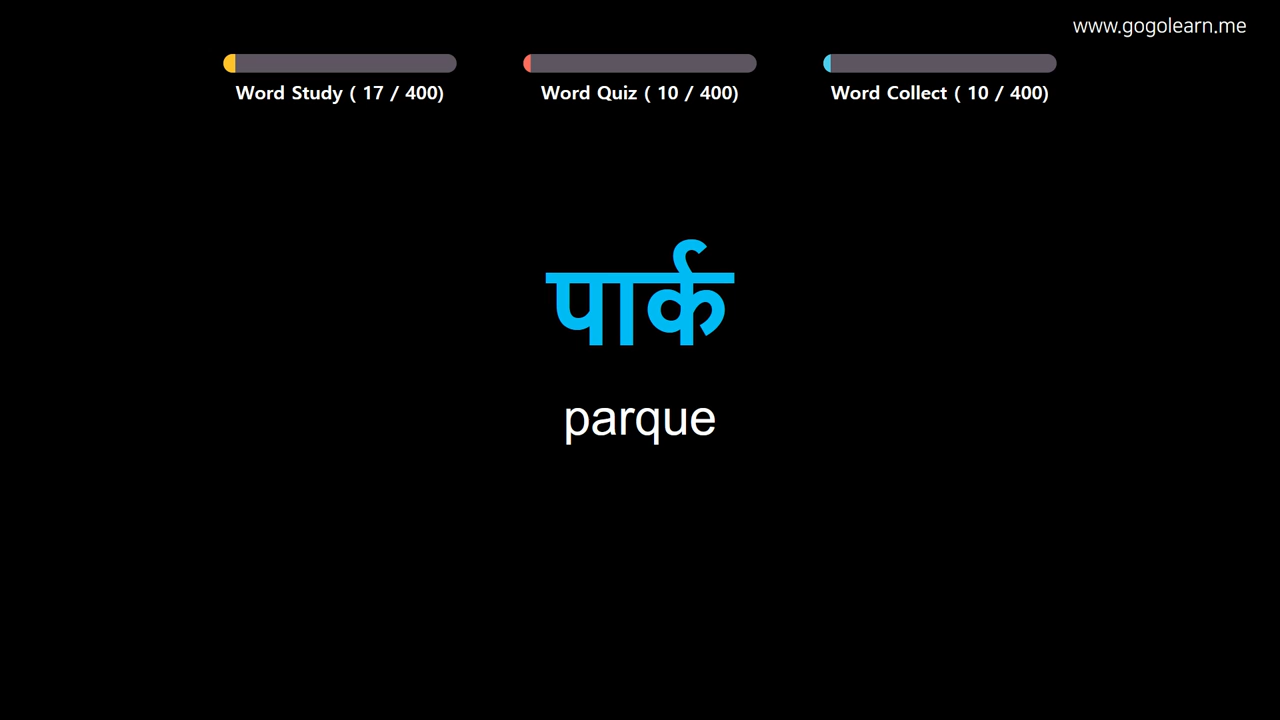 www.gogolearn.me
Word Study ( 17 / 400)
Word Quiz ( 10 / 400)
Word Collect ( 10 / 400)
पार्क
parque